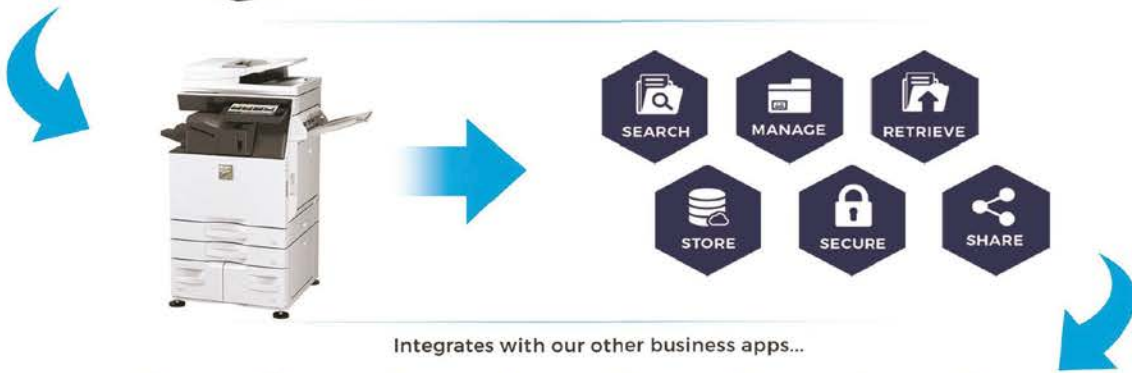 SEARCH
MANAGE
RETRIEVE
STORE
SECURE
SHARE
Integrates with our other business apps...